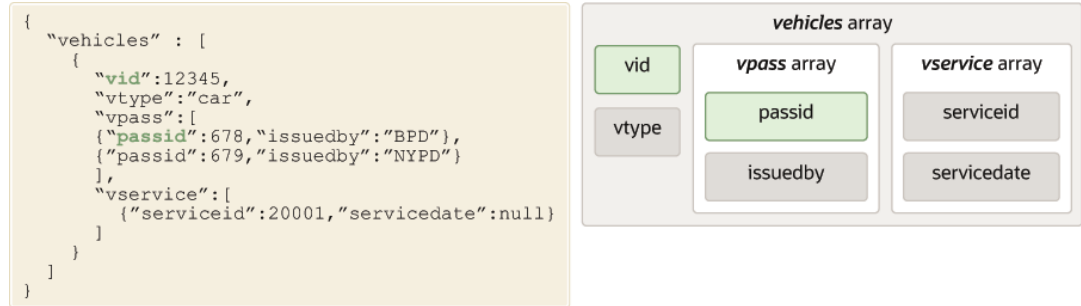 {
“vehicles” : [
{
“vid”:12345,
“vtype”:”car”,
“vpass”:[
{“passid”:678,“issuedby”:”BPD”},
{”passid”:679,”issuedby”:”NYPD”}
],
“vservice”:[
{”serviceid”:20001,”servicedate”:null}
]
}
]
}
vehicles array
vid
vtype
vpass array
passid
issuedby
vservice array
serviceid
servicedate